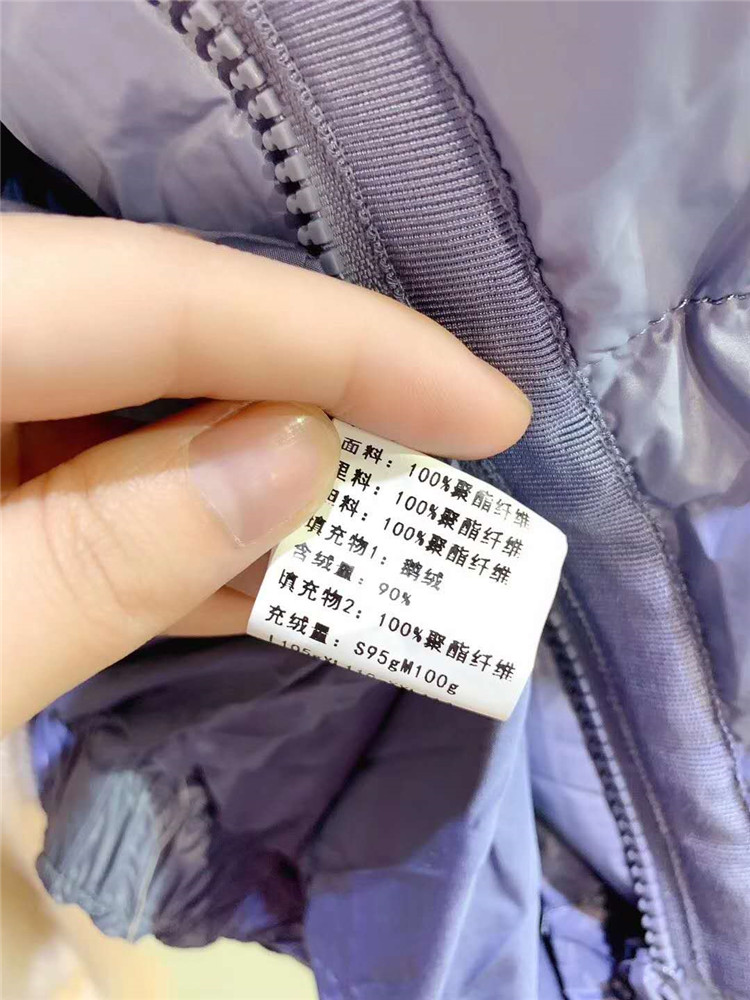 面料：100%聚酯纤维
里料：100%聚酯纤维
料：100%聚酯纤维
填充物1：鹅绒
含绒量：90%
填充物2：100%聚酯纤维
充绒量：S95gM100g